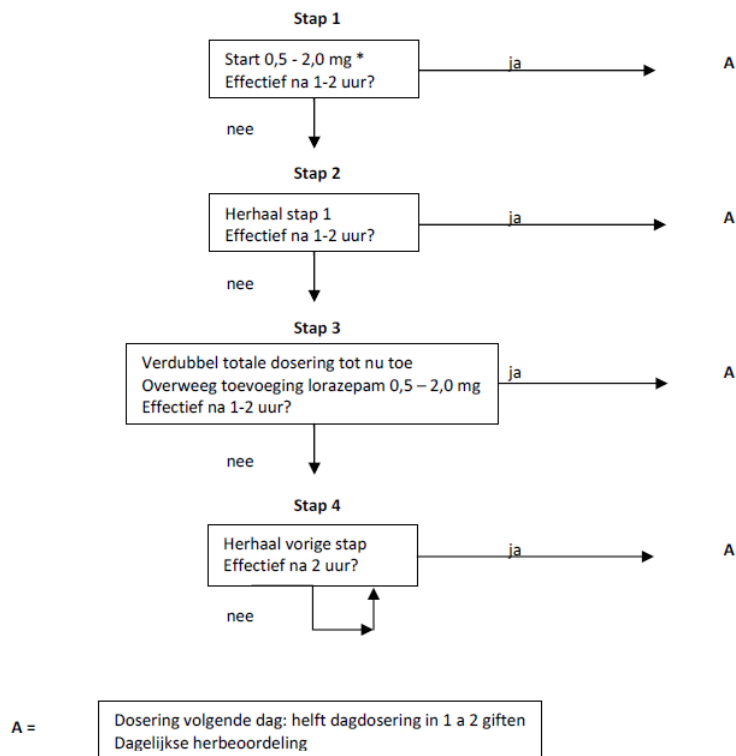 Stap 1
Start 0,5 - 2,0 mg *
Effectief na 1-2 uur?
ja
A
nee
Stap 2
Herhaal stap 1
Effectief na 1-2 uur?
ja
A
nee
Stap 3
Verdubbel totale dosering tot nu toe
Overweeg toevoeging lorazepam 0,5 – 2,0 mg
Effectief na 1-2 uur?
ja
A
nee
Stap 4
Herhaal vorige stap
Effectief na 2 uur?
ja
A
nee
A =
Dosering volgende dag: helft dagdosering in 1 a 2 giften
Dagelijkse herbeoordeling